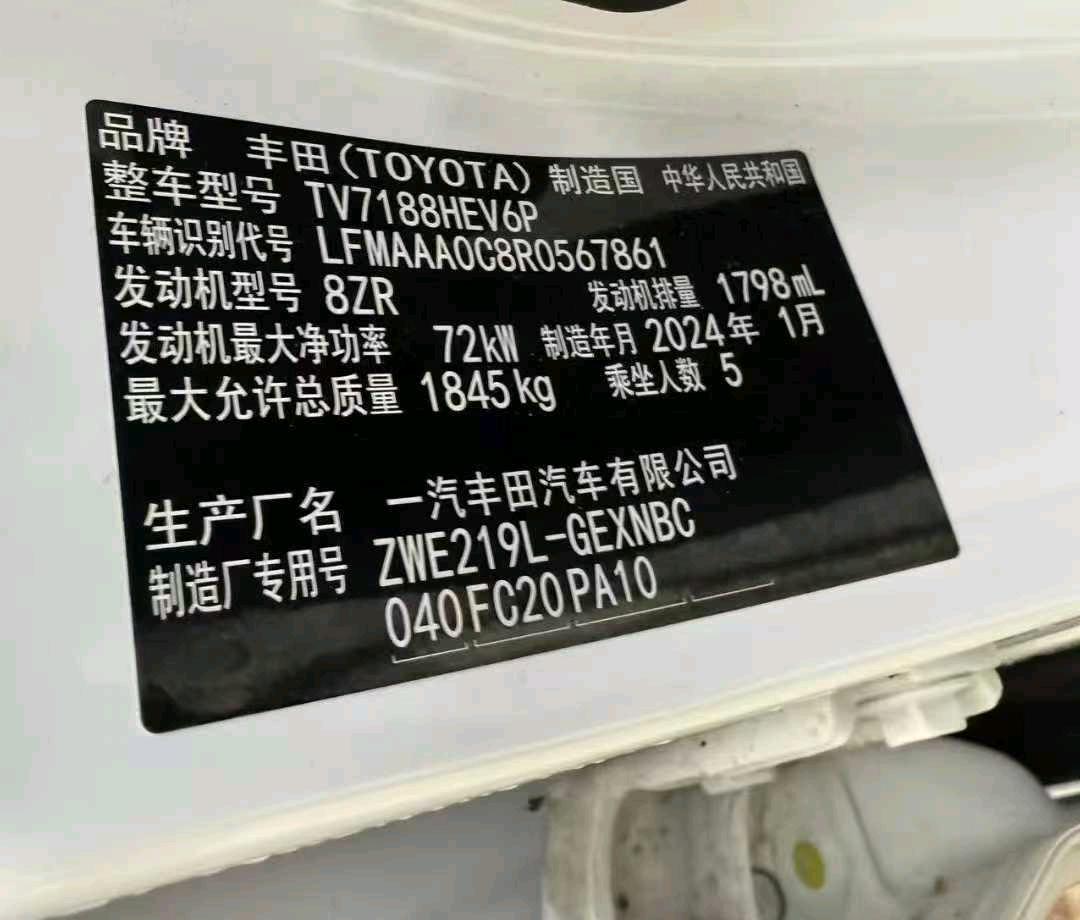 品牌 丰田(TOYOTA) 制造国 中华人民共和国
整车型号 TV7188HEV6P
车辆识别代号 LFMAAA0C8R0567861
发动机型号 8ZR 发动机排量 1798mL
发动机最大净功率 72kW 制造年月 2024年 1月
最大允许总质量 1845kg 乘坐人数 5
生产厂名 一汽丰田汽车有限公司
制造厂专用号 ZWE219L-GEXNBC
040FC20PA10